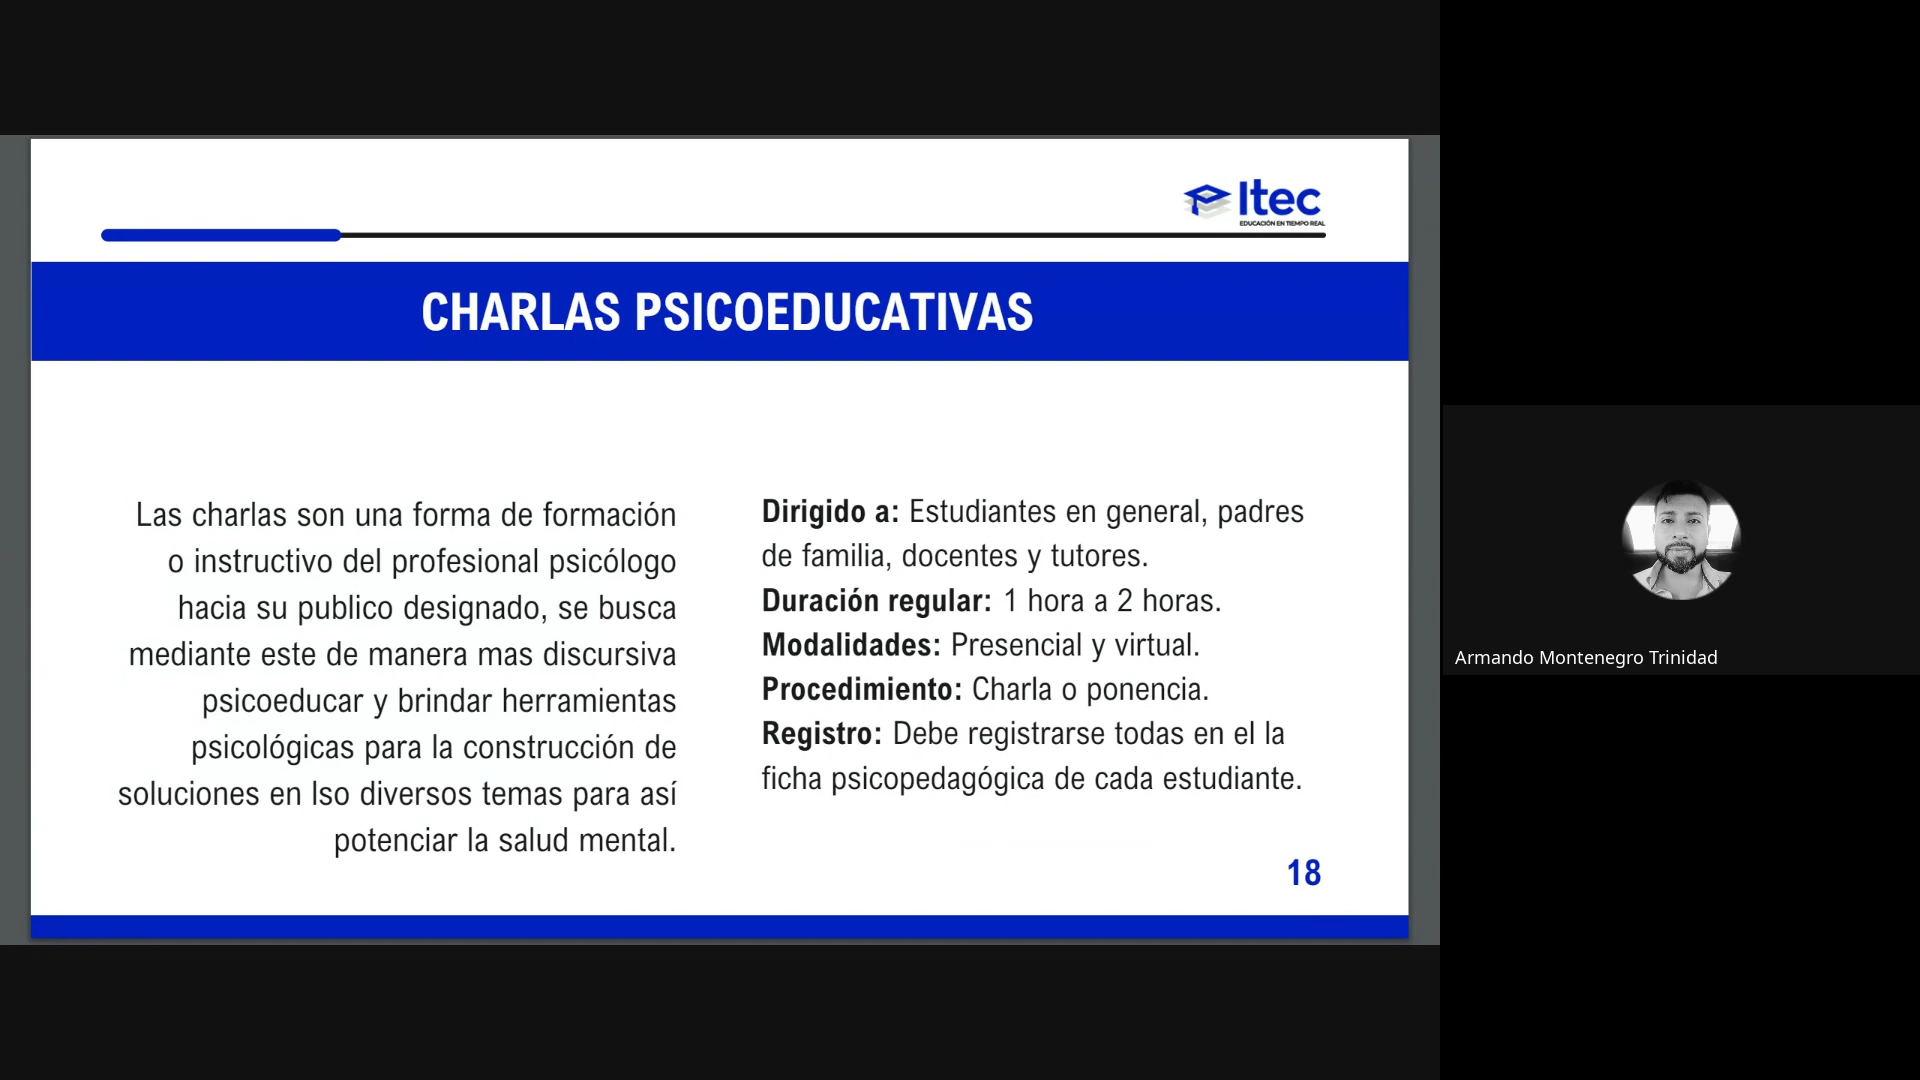 Itec
EDUCACIÓN EN TIEMPO REAL
CHARLAS PSICOEDUCATIVAS
Las charlas son una forma de formación
o instructivo del profesional psicólogo
hacia su publico designado, se busca
mediante este de manera mas discursiva
psicoeducar y brindar herramientas
psicológicas para la construcción de
soluciones en lso diversos temas para así
potenciar la salud mental.
Dirigido a: Estudiantes en general, padres
de familia, docentes y tutores.
Duración regular: 1 hora a 2 horas.
Modalidades: Presencial y virtual.
Procedimiento: Charla o ponencia.
Registro: Debe registrarse todas en el la
ficha psicopedagógica de cada estudiante.
18
Armando Montenegro Trinidad